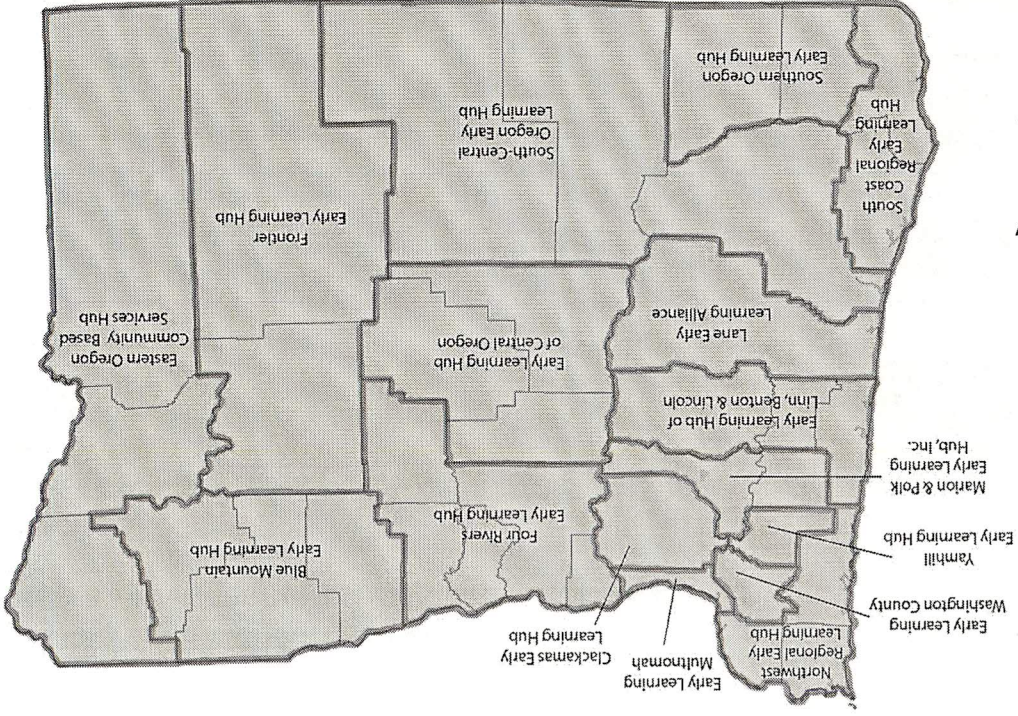 Northwest
Regional Early
Learning Hub
Early Learning
Multnomah
Clackamas Early
Learning Hub
Early Learning
Washington County
Yamhill
Early Learning Hub
Marion & Polk
Early Learning
Hub, Inc.
Four Rivers
Early Learning Hub
Blue Mountain
Early Learning Hub
Early Learning Hub of
Linn, Benton & Lincoln
Early Learning Hub
of Central Oregon
Eastern Oregon
Community Based
Services Hub
Lane Early
Learning Alliance
Frontier
Early Learning Hub
South
Coast
Regional
Early
Learning
Hub
South-Central
Oregon Early
Learning Hub
Southern Oregon
Early Learning Hub